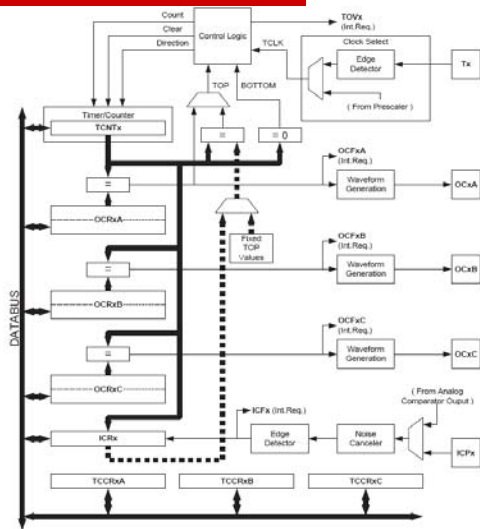 Count
Clear
Direction
Control Logic
TOVx
(Int.Req.)
TCLK
Clock Select
Edge
Detector
Tx
( From Prescaler )
TOP
BOTTOM
Timer/Counter
TCNTx
=
= 0
=
OCRxA
OCFxA
(Int.Req.)
Waveform
Generation
OCxA
Fixed
TOP
Values
=
OCRxB
OCFxB
(Int.Req.)
Waveform
Generation
OCxB
=
OCRxC
OCFxC
(Int.Req.)
Waveform
Generation
OCxC
DATABUS
( From Analog
Comparator Ouput )
ICFx (Int.Req.)
ICRx
Edge
Detector
Noise
Canceler
ICPx
TCCRxA
TCCRxB
TCCRxC